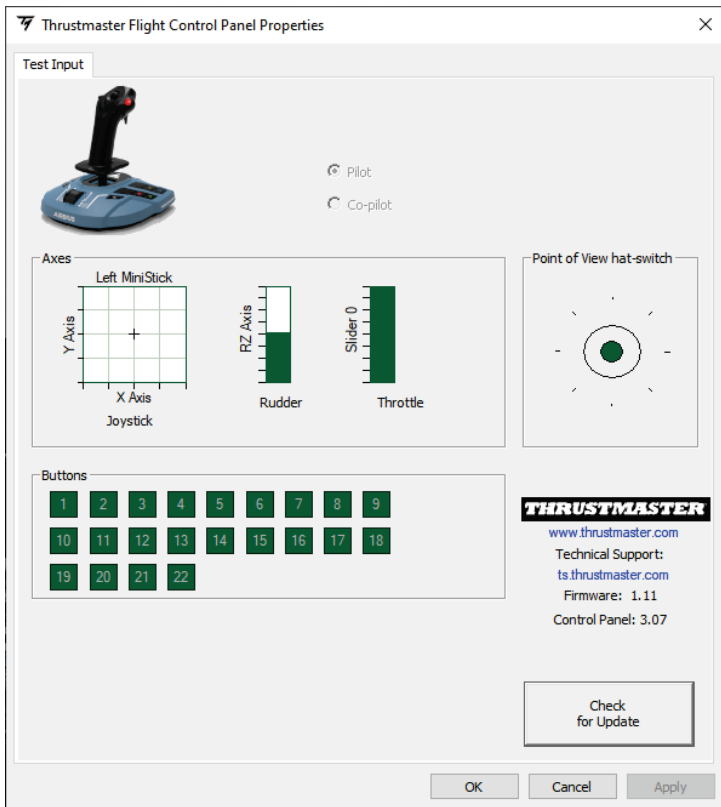 Thrustmaster Flight Control Panel Properties
Test Input
AIRBUS
Pilot
Co-pilot
Axes
Left MiniStick
Y Axis
X Axis
Joystick
RZ Axis
Rudder
Slider 0
Throttle
Point of View hat-switch
Buttons
1 2 3 4 5 6 7 8 9
10 11 12 13 14 15 16 17 18
19 20 21 22
THRUSTMASTER
www.thrustmaster.com
Technical Support:
ts.thrustmaster.com
Firmware: 1.11
Control Panel: 3.07
Check
for Update
OK Cancel Apply